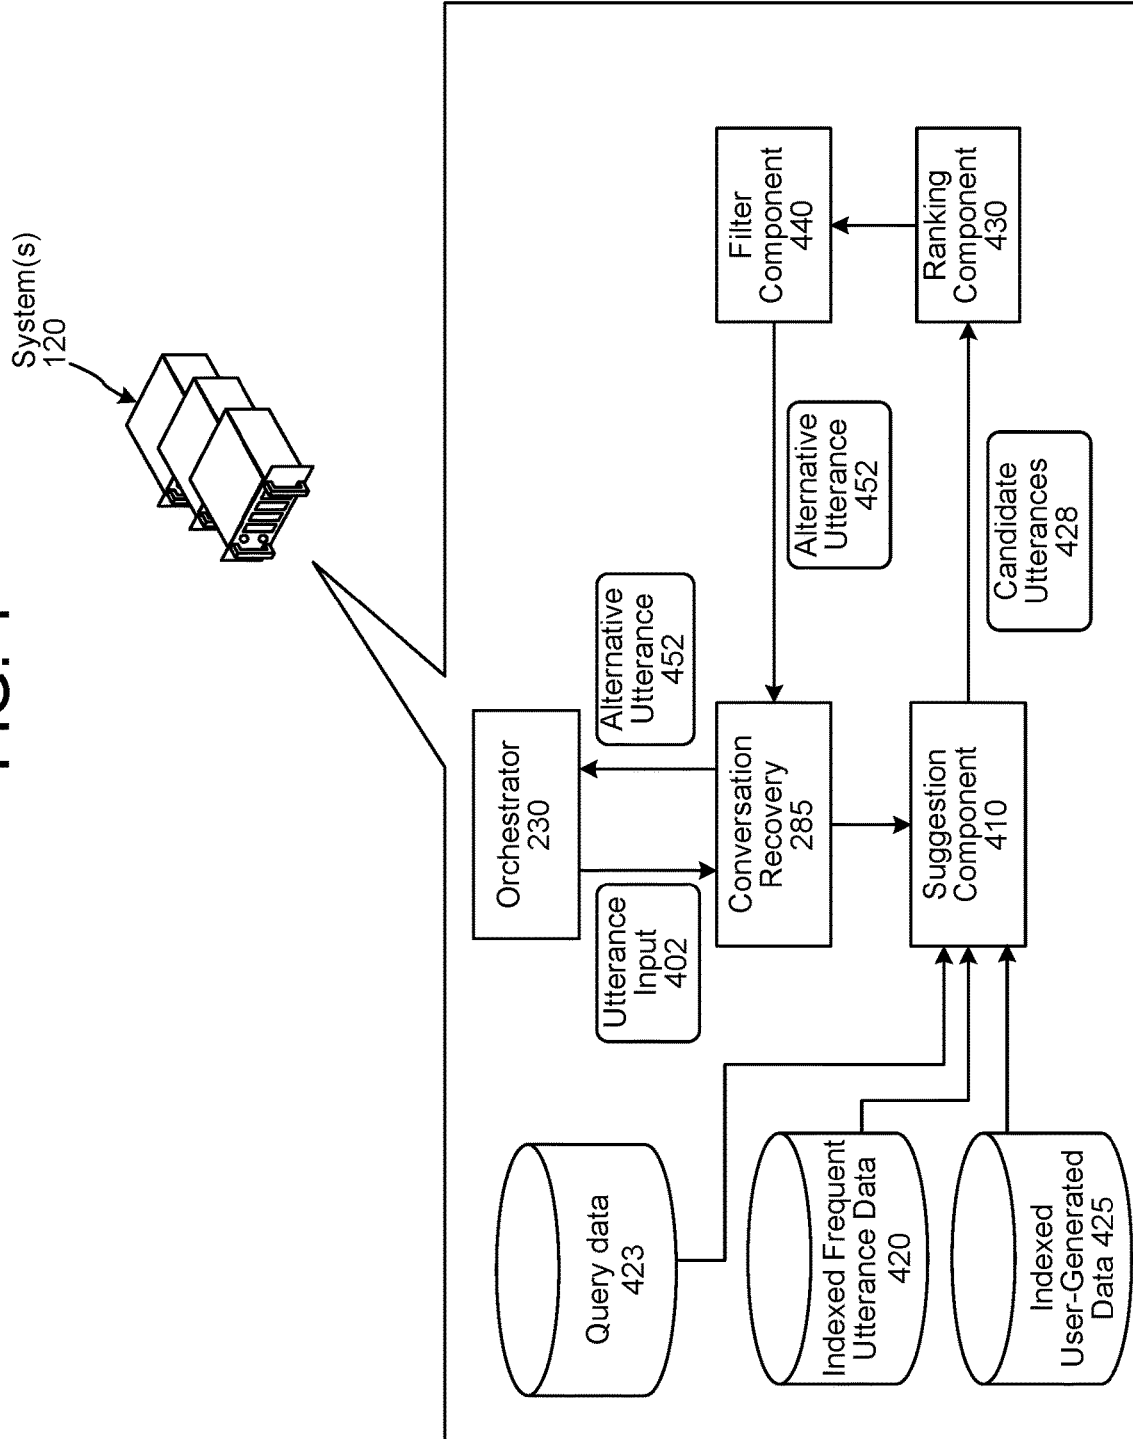 System(s)
120
Query data
423
Orchestrator
230
Utterance
Input
402
Alternative
Utterance
452
Conversation
Recovery
285
Filter
Component
440
Alternative
Utterance
452
Indexed Frequent
Utterance Data
420
Suggestion
Component
410
Ranking
Component
430
Candidate
Utterances
428
Indexed
User-Generated
Data 425